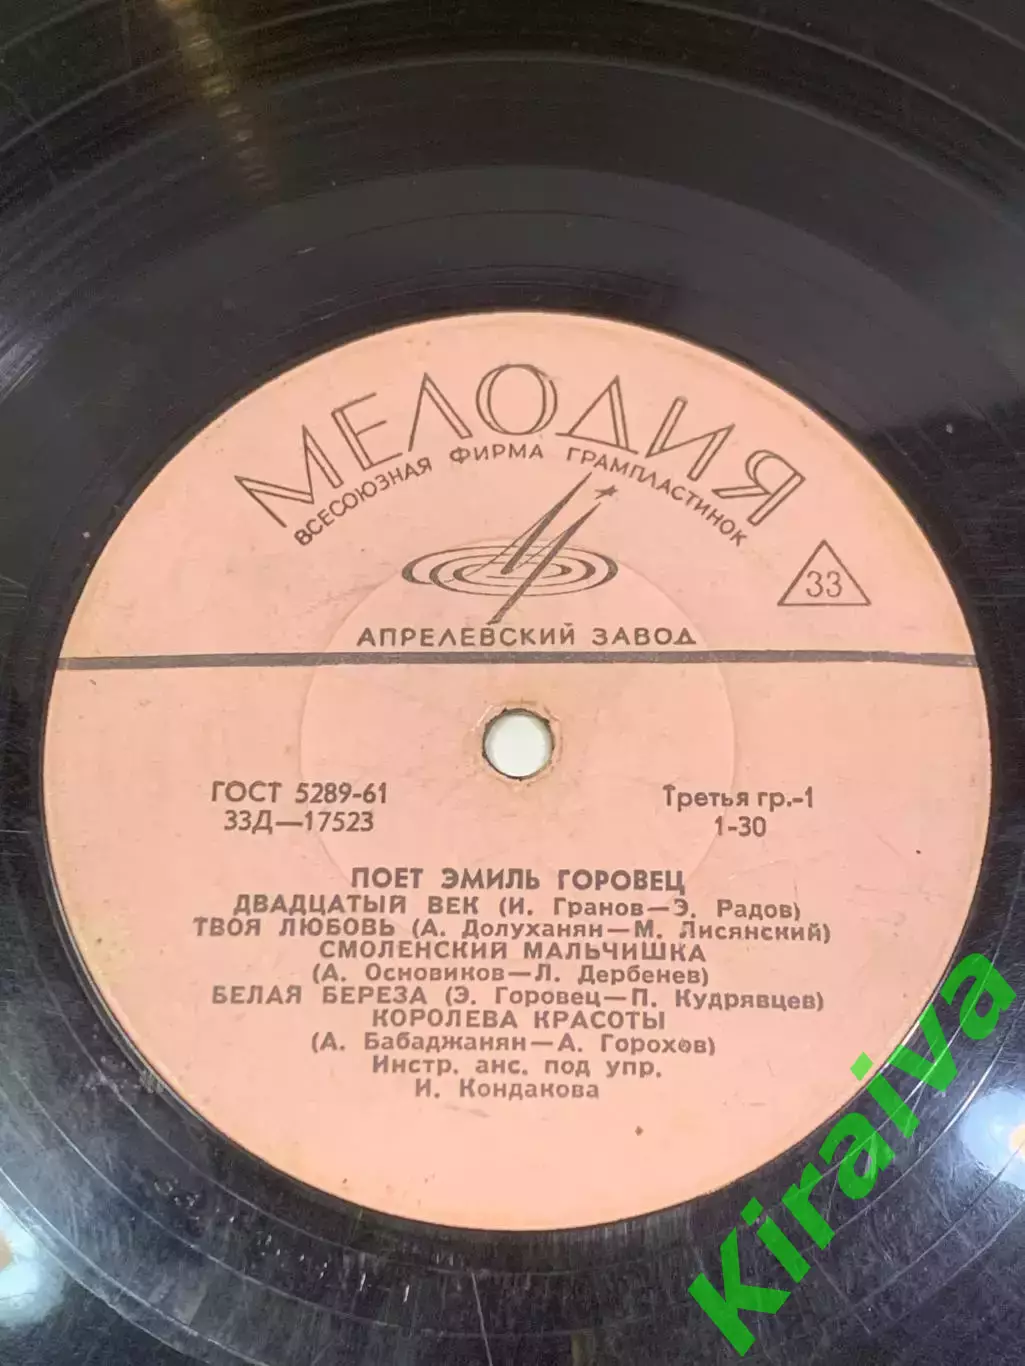 МЕЛОДИЯ
ВСЕСОЮЗНАЯ ФИРМА ГРАМПЛАСТИНОК
33
АПРЕЛЕВСКИЙ ЗАВОД
ГОСТ 5289-61
33Д—17523
Третья гр.-1
1-30
ПОЕТ ЭМИЛЬ ГОРОВЕЦ
ДВАДЦАТЫЙ ВЕК (И. Гранов—Э. Радов)
ТВОЯ ЛЮБОВЬ (А. Долуханян—М. Лисянский)
СМОЛЕНСКИЙ МАЛЬЧИШКА
(А. Основиков—Л. Дербенев)
БЕЛАЯ БЕРЕЗА (Э. Горовец—П. Кудрявцев)
КОРОЛЕВА КРАСОТЫ
(А. Бабаджанян—А. Горохов)
Инстр. анс. под упр.
И. Кондакова
Kiraiva